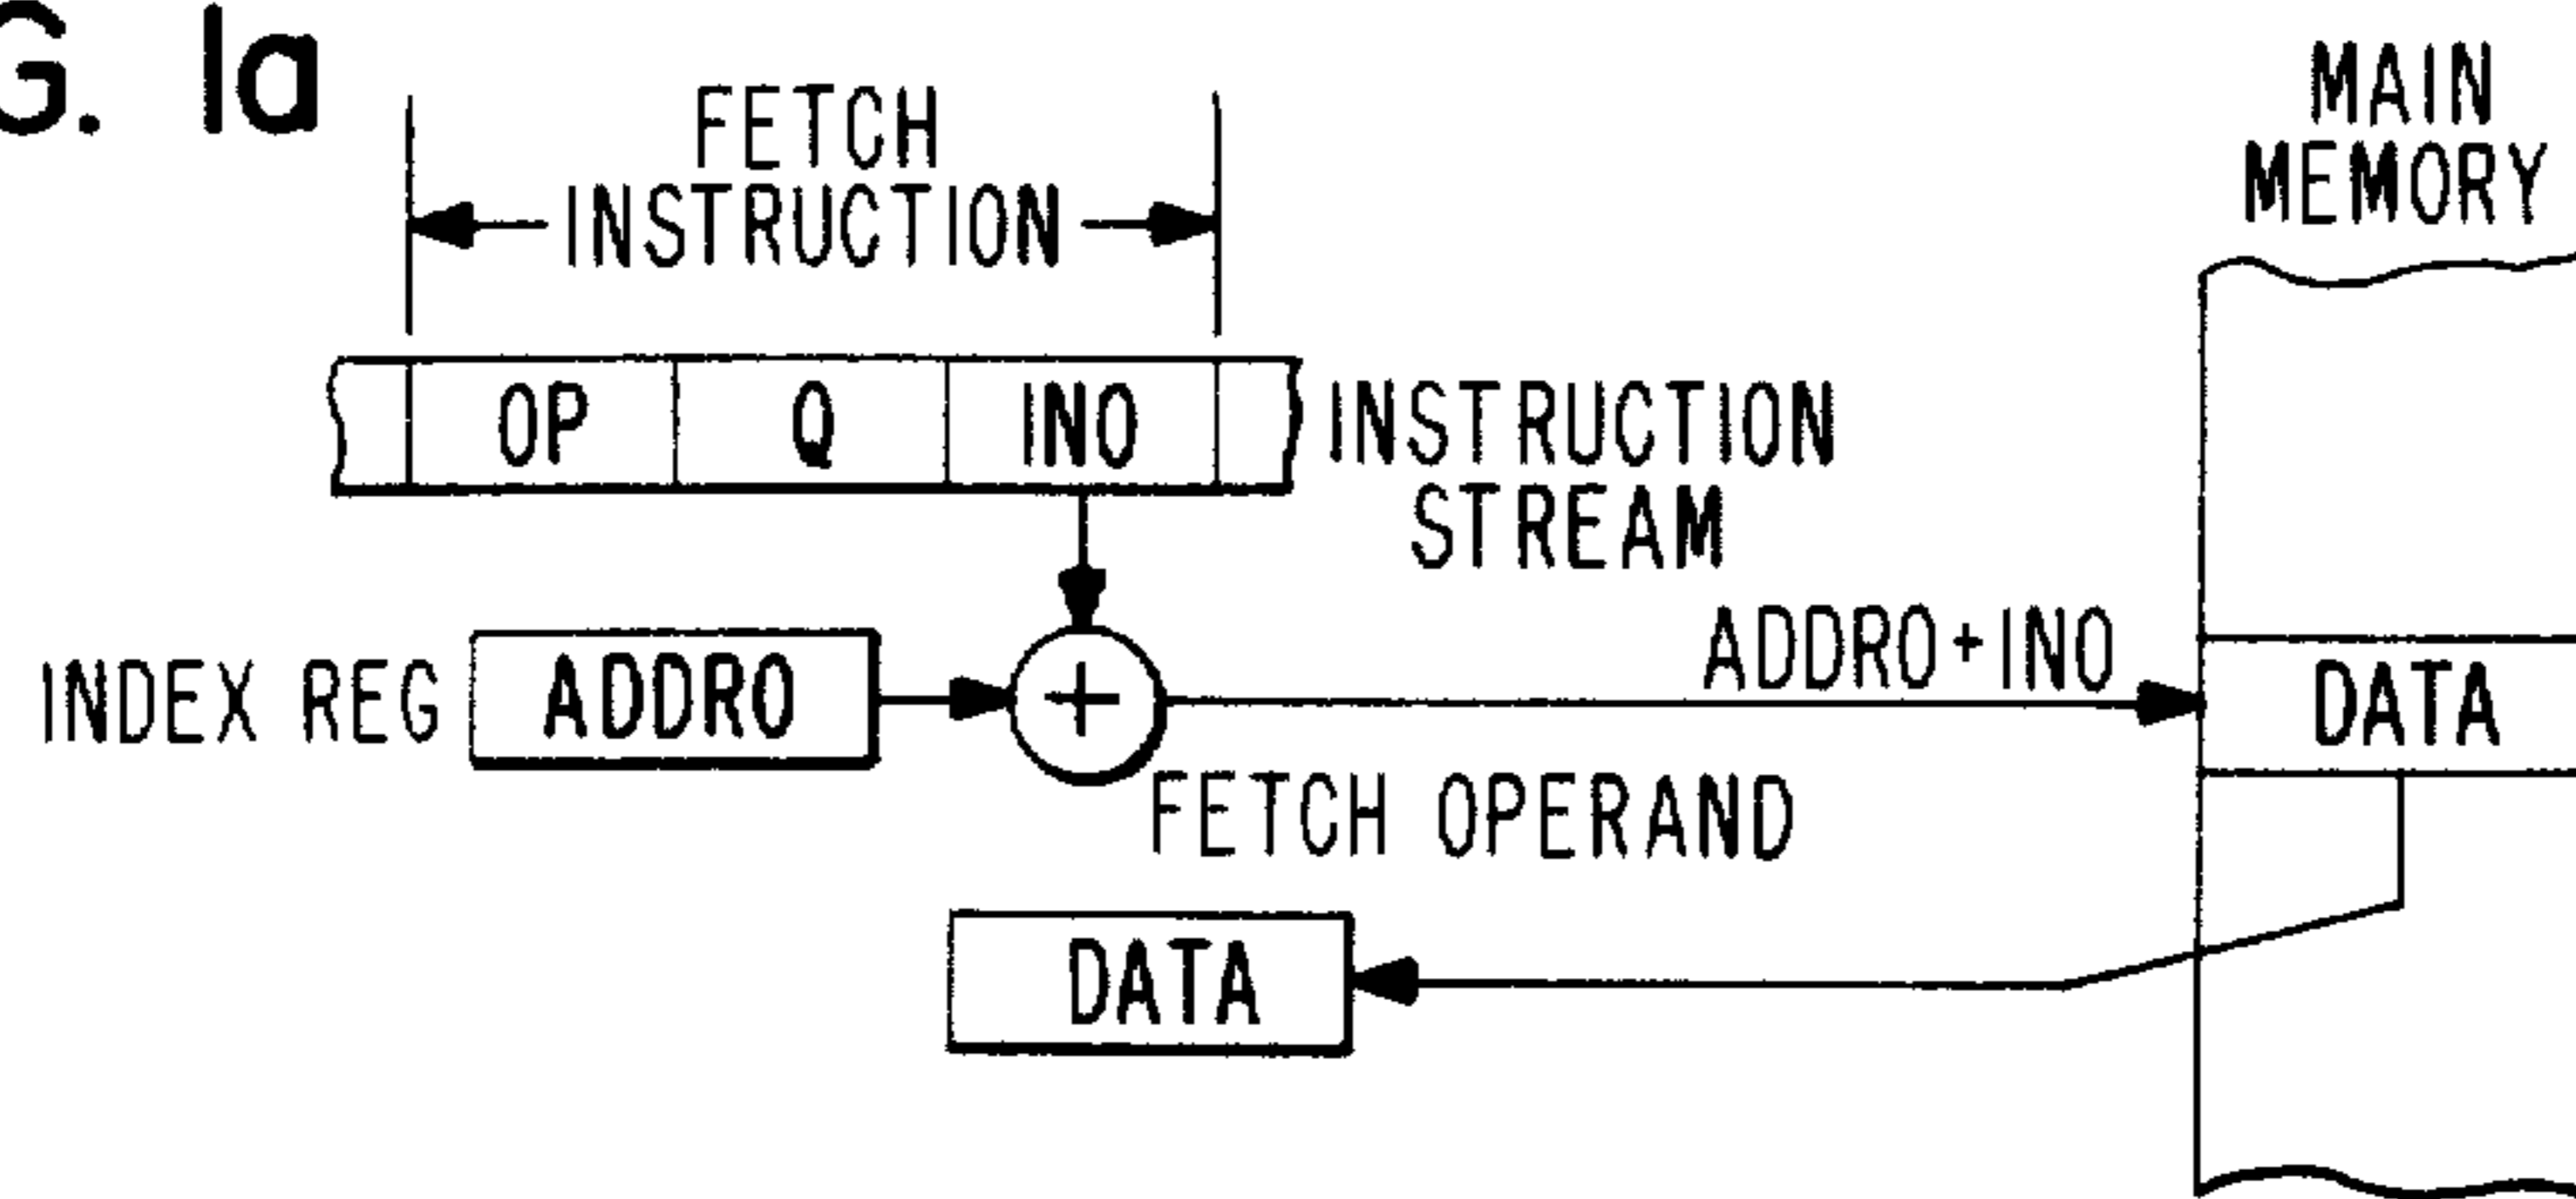 G. 1a
FETCH
INSTRUCTION
MAIN
MEMORY
OP Q INO
INSTRUCTION
STREAM
INDEX REG ADDRO
ADDRO+INO
DATA
FETCH OPERAND
DATA